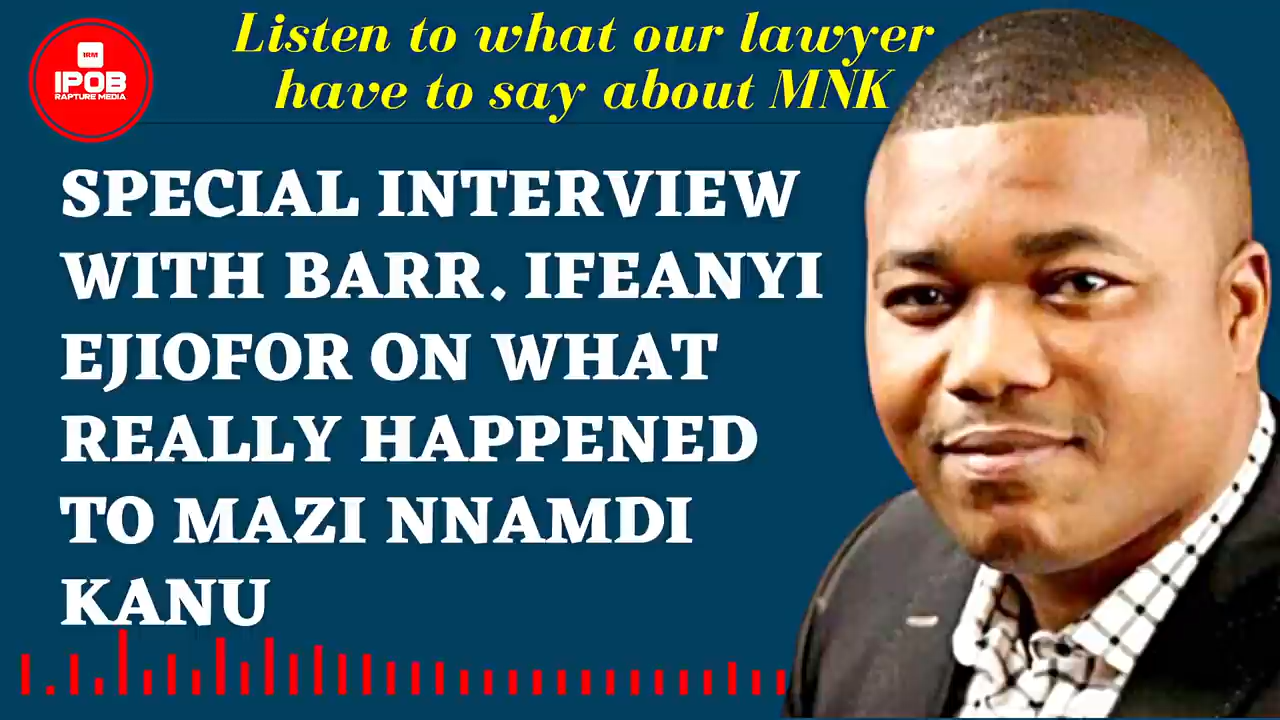 IRM
IPOB
RAPTURE MEDIA
Listen to what our lawyer
have to say about MNK
SPECIAL INTERVIEW
WITH BARR. IFEANYI
EJIOFOR ON WHAT
REALLY HAPPENED
TO MAZI NNAMDI
KANU